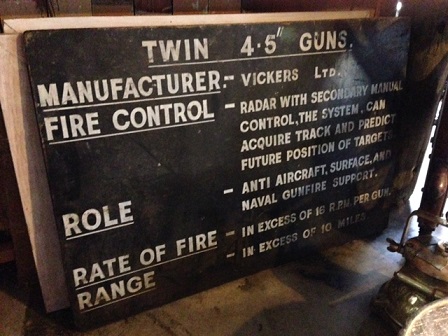 TWIN 4.5" GUNS.
MANUFACTURER:- VICKERS LTD.
FIRE CONTROL - RADAR WITH SECONDARY MANUAL
CONTROL, THE SYSTEM. CAN
ACQUIRE TRACK AND PREDICT
FUTURE POSITION OF TARGET.
ROLE - ANTI AIRCRAFT, SURFACE, AND
NAVAL GUNFIRE SUPPORT.
RATE OF FIRE - IN EXCESS OF 16 R.P.M. PER GUN.
RANGE - IN EXCESS OF 10 MILES